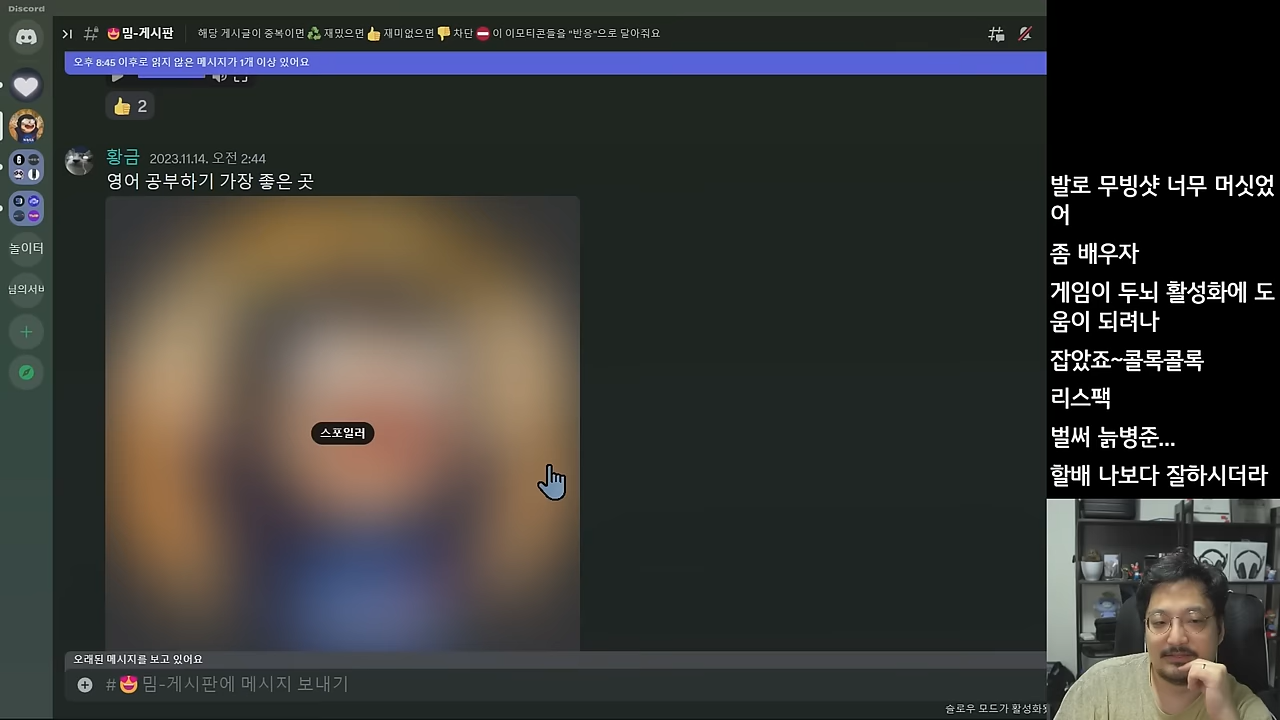 Discord
밈-게시판
해당 게시글이 중복이면 ♻️ 재밌으면 👍 재미없으면 👎 차단 ⛔ 이 이모티콘들을 "반응"으로 달아줘요
오후 8:45 이후로 읽지 않은 메시지가 1개 이상 있어요
2
황금 2023.11.14. 오전 2:44
영어 공부하기 가장 좋은 곳
스포일러
놀이터
님의서버
오래된 메시지를 보고 있어요
#😍밈-게시판에 메시지 보내기
슬로우 모드가 활성화
발로 무빙샷 너무 머싯었
어
좀 배우자
게임이 두뇌 활성화에 도
움이 되려나
잡았죠~콜록콜록
리스팩
벌써 늙병준...
할배 나보다 잘하시더라